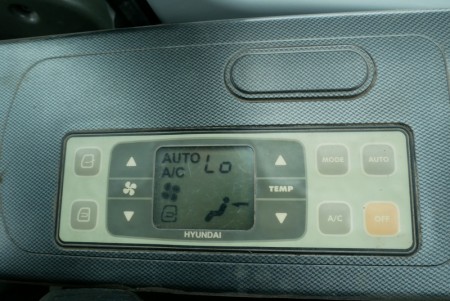 AUTO Lo
A/C
TEMP
MODE AUTO
A/C OFF
HYUNDAI